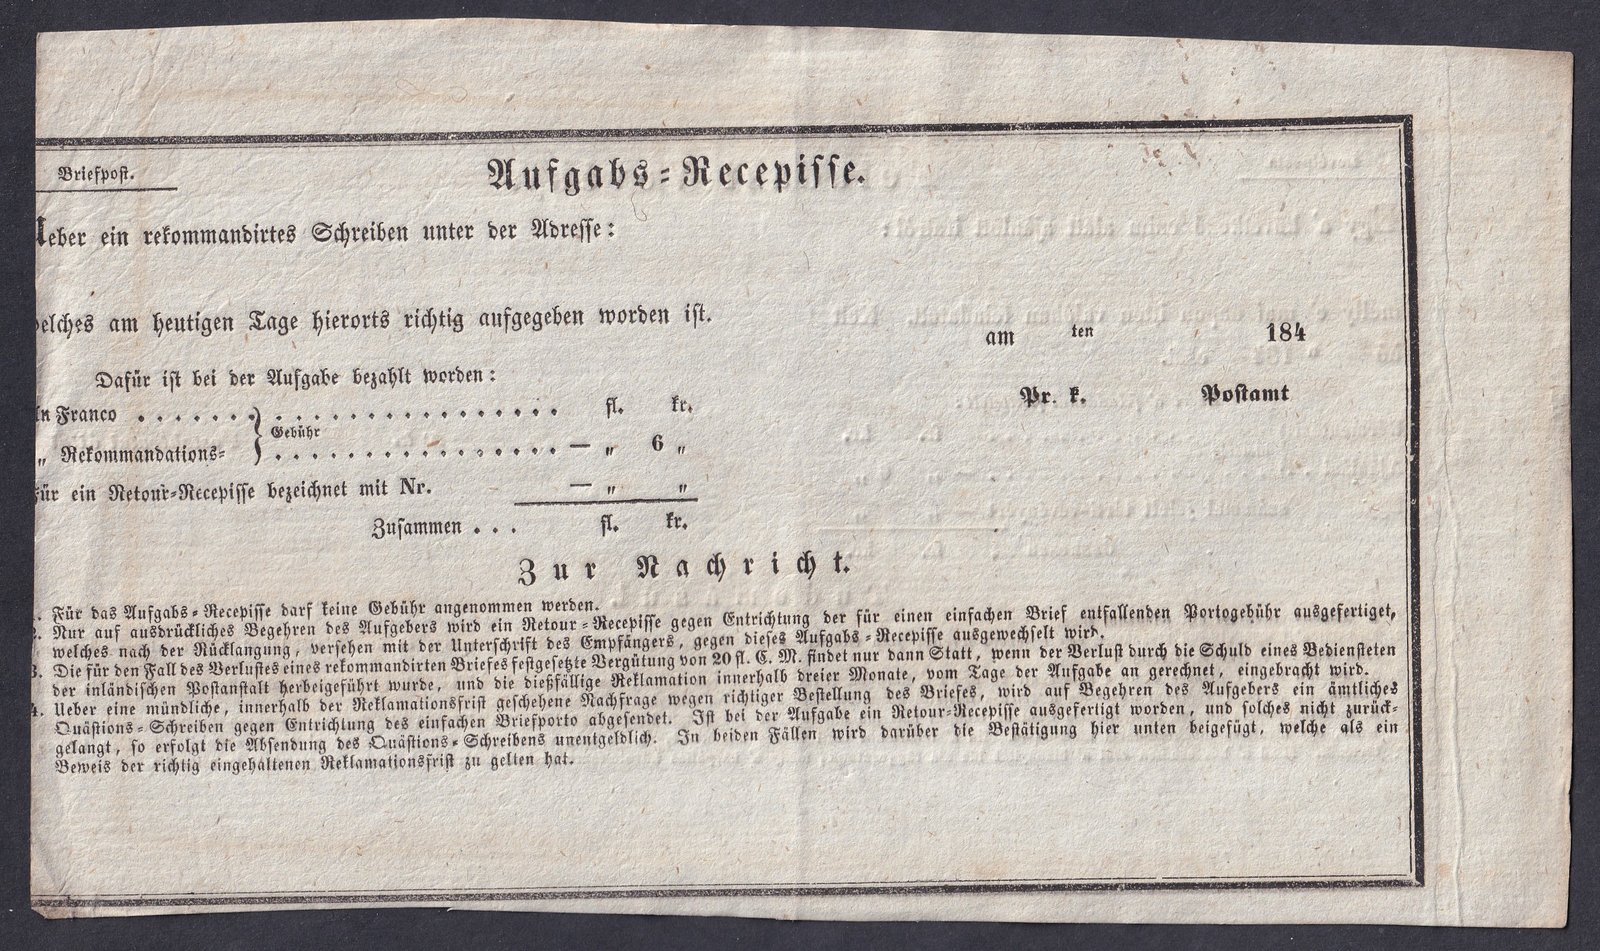 Briefpost.
Aufgabs-Recepisse.
Ueber ein rekommandirtes Schreiben unter der Adresse:
welches am heutigen Tage hierorts richtig aufgegeben worden ist.
am ten 184
Dafür ist bei der Aufgabe bezahlt worden:
Pr. k. Postamt
An Franco . . . . . . . } . . . . . . . . . . . . . . . . . fl. kr.
Gebühr
„ Rekommandations- . . . . . . . . . . . . . . . . . — „ 6 „
Für ein Retour-Recepisse bezeichnet mit Nr. — „ „
Zusammen . . . fl. kr.
Zur Nachricht.
1. Für das Aufgabs-Recepisse darf keine Gebühr angenommen werden.
2. Nur auf ausdrückliches Begehren des Aufgebers wird ein Retour-Recepisse gegen Entrichtung der für einen einfachen Brief entfallenden Portogebühr ausgefertiget,
welches nach der Rücklangung, versehen mit der Unterschrift des Empfängers, gegen dieses Aufgabs-Recepisse ausgewechselt wird.
3. Die für den Fall des Verlustes eines rekommandirten Briefes festgesetzte Vergütung von 20 fl. C. M. findet nur dann Statt, wenn der Verlust durch die Schuld eines Bediensteten
der inländischen Postanstalt herbeigeführt wurde, und die dießfällige Reklamation innerhalb dreier Monate, vom Tage der Aufgabe an gerechnet, eingebracht wird.
4. Ueber eine mündliche, innerhalb der Reklamationsfrist geschehene Nachfrage wegen richtiger Bestellung des Briefes, wird auf Begehren des Aufgebers ein ämtliches
Quästions-Schreiben gegen Entrichtung des einfachen Briefporto abgesendet. Ist bei der Aufgabe ein Retour-Recepisse ausgefertigt worden, und solches nicht zurück-
gelangt, so erfolgt die Absendung des Quästions-Schreibens unentgeldlich. In beiden Fällen wird darüber die Bestätigung hier unten beigefügt, welche als ein
Beweis der richtig eingehaltenen Reklamationsfrist zu gelten hat.